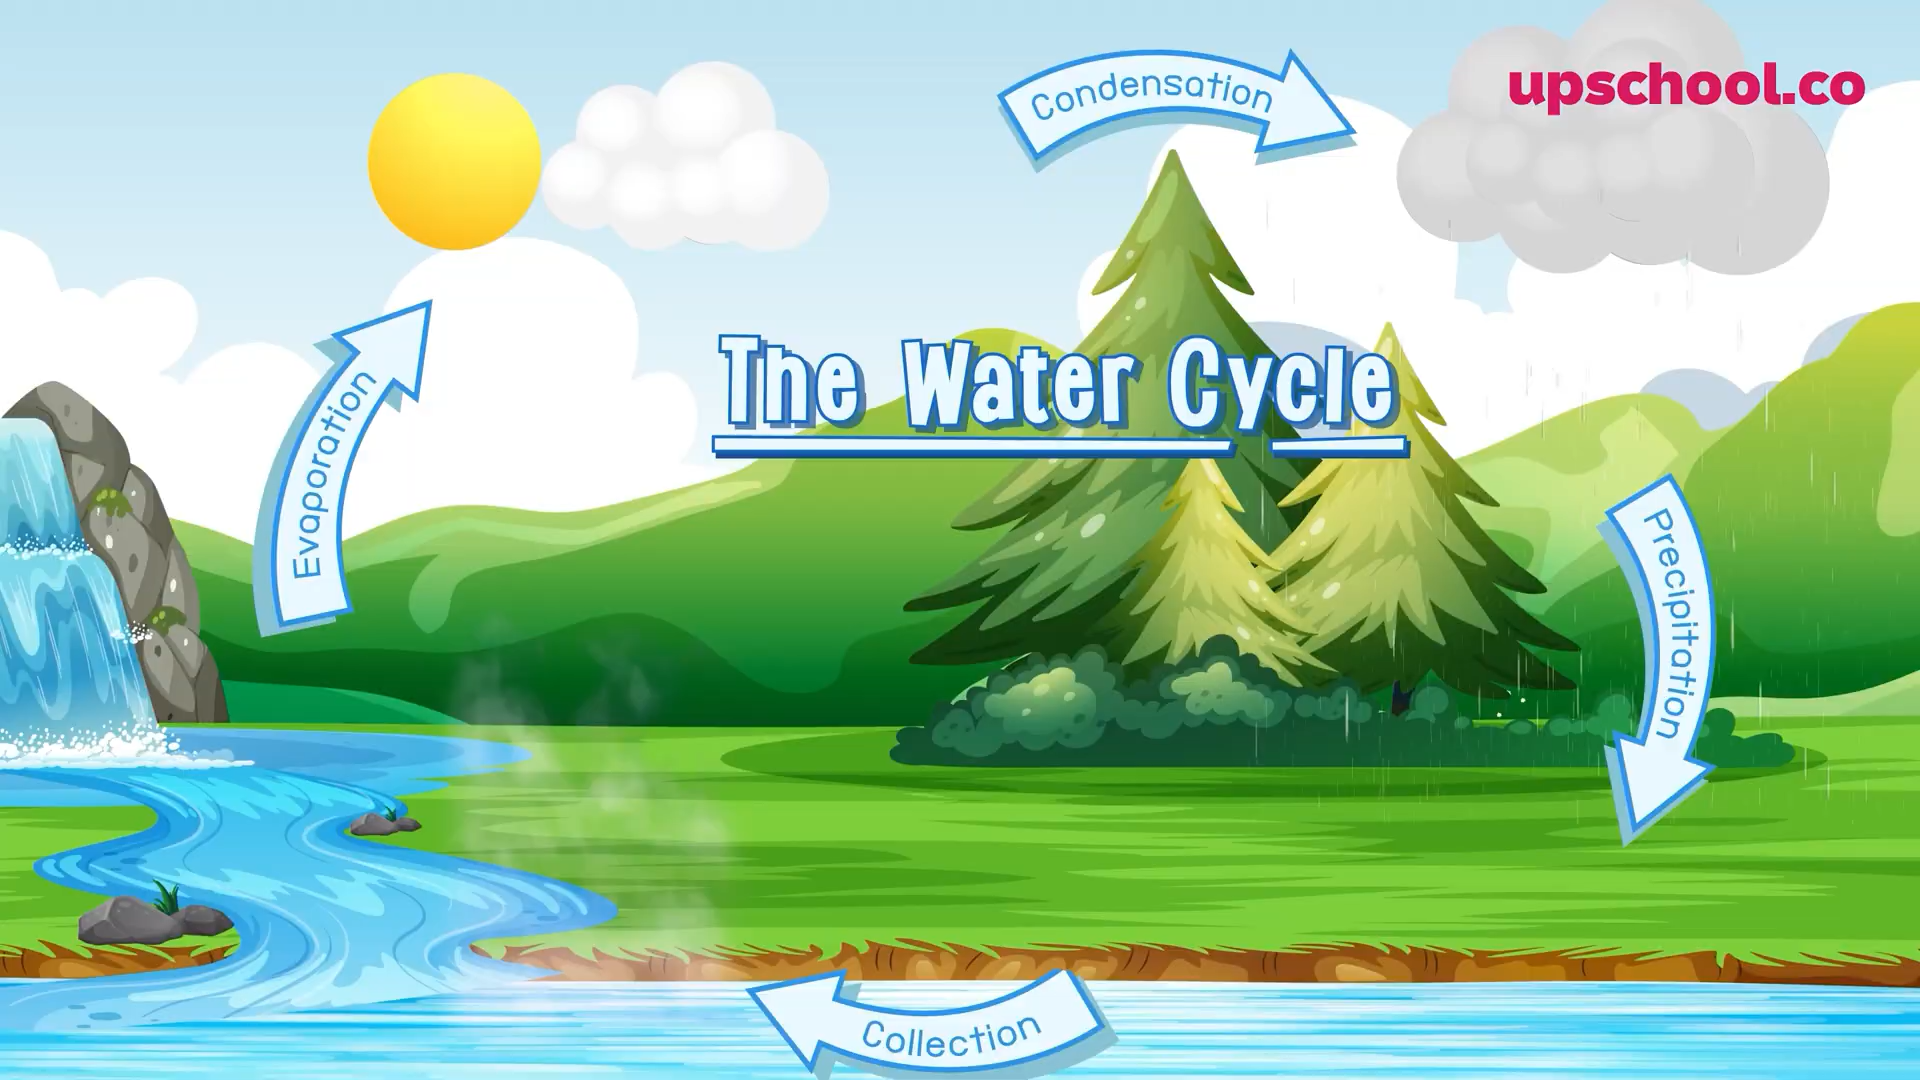 Condensation
upschool.co
The Water Cycle
Evaporation
Precipitation
Collection